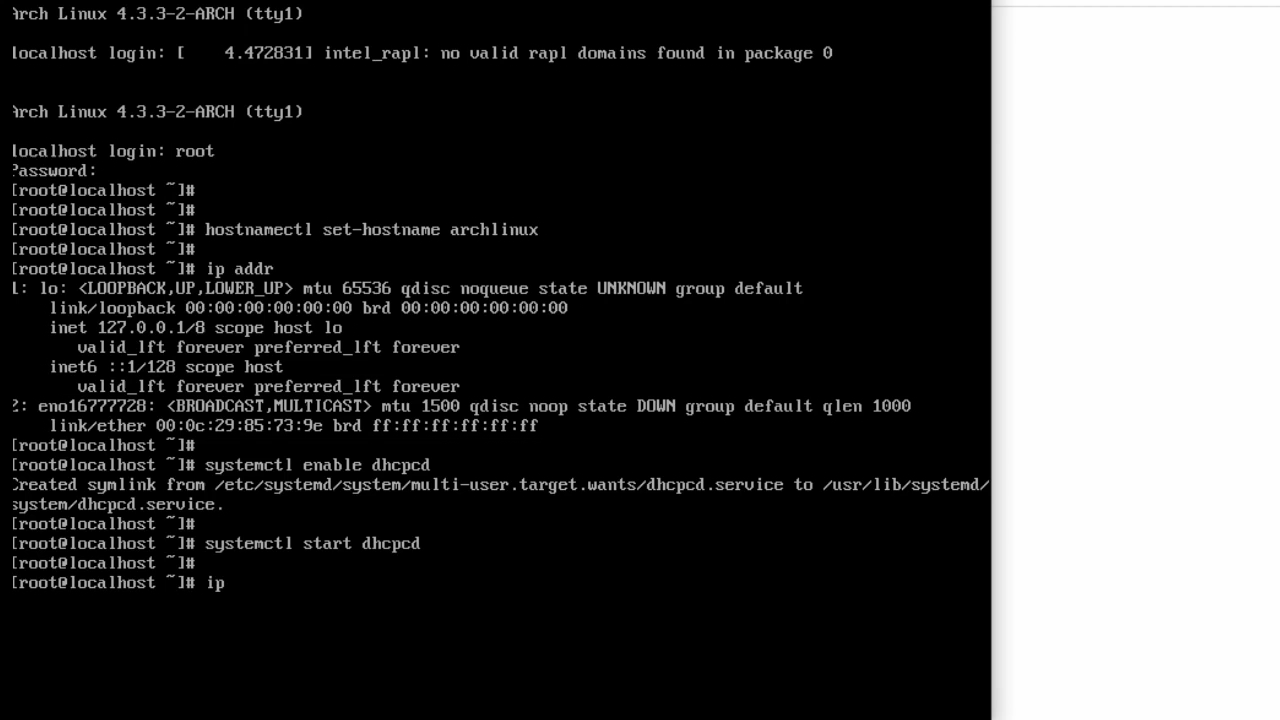 Arch Linux 4.3.3-2-ARCH (tty1)
localhost login: [    4.472831] intel_rapl: no valid rapl domains found in package 0
Arch Linux 4.3.3-2-ARCH (tty1)
localhost login: root
Password:
[root@localhost ~]#
[root@localhost ~]#
[root@localhost ~]# hostnamectl set-hostname archlinux
[root@localhost ~]#
[root@localhost ~]# ip addr
1: lo: <LOOPBACK,UP,LOWER_UP> mtu 65536 qdisc noqueue state UNKNOWN group default
    link/loopback 00:00:00:00:00:00 brd 00:00:00:00:00:00
    inet 127.0.0.1/8 scope host lo
       valid_lft forever preferred_lft forever
    inet6 ::1/128 scope host
       valid_lft forever preferred_lft forever
2: eno16777728: <BROADCAST,MULTICAST> mtu 1500 qdisc noop state DOWN group default qlen 1000
    link/ether 00:0c:29:85:73:9e brd ff:ff:ff:ff:ff:ff
[root@localhost ~]#
[root@localhost ~]# systemctl enable dhcpcd
Created symlink from /etc/systemd/system/multi-user.target.wants/dhcpcd.service to /usr/lib/systemd/
system/dhcpcd.service.
[root@localhost ~]#
[root@localhost ~]# systemctl start dhcpcd
[root@localhost ~]#
[root@localhost ~]# ip